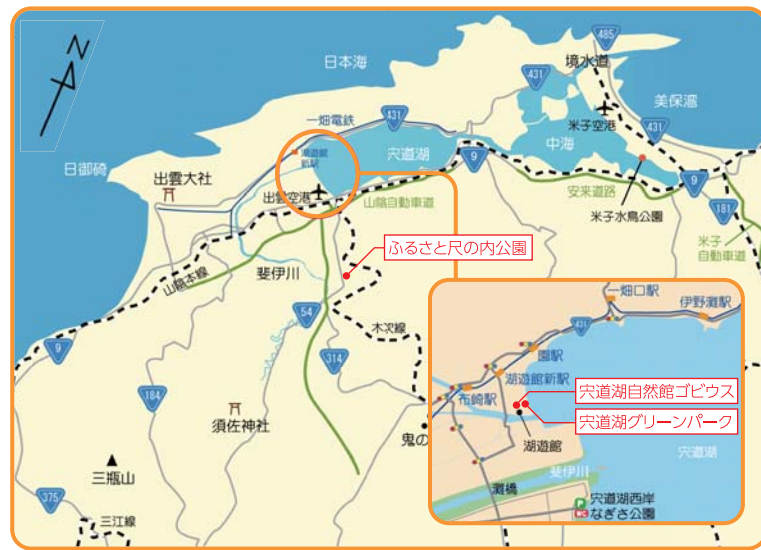 N
485
日本海
境水道
431
美保湾
一畑電鉄
431
米子空港
湖遊館
新駅
宍道湖
中海
431
日御碕
9
出雲大社
出雲空港
山陰自動車道
安来道路
9
米子水鳥公園
181
米子
自動車道
ふるさと尺の内公園
山陰本線
斐伊川
54
木次線
9
314
184
須佐神社
鬼の
三瓶山
375
三江線
一畑口駅
伊野灘駅
431
園駅
湖遊館新駅
布崎駅
宍道湖自然館ゴビウス
宍道湖グリーンパーク
湖遊館
宍道湖
斐伊川
灘橋
P
WC
宍道湖西岸
なぎさ公園